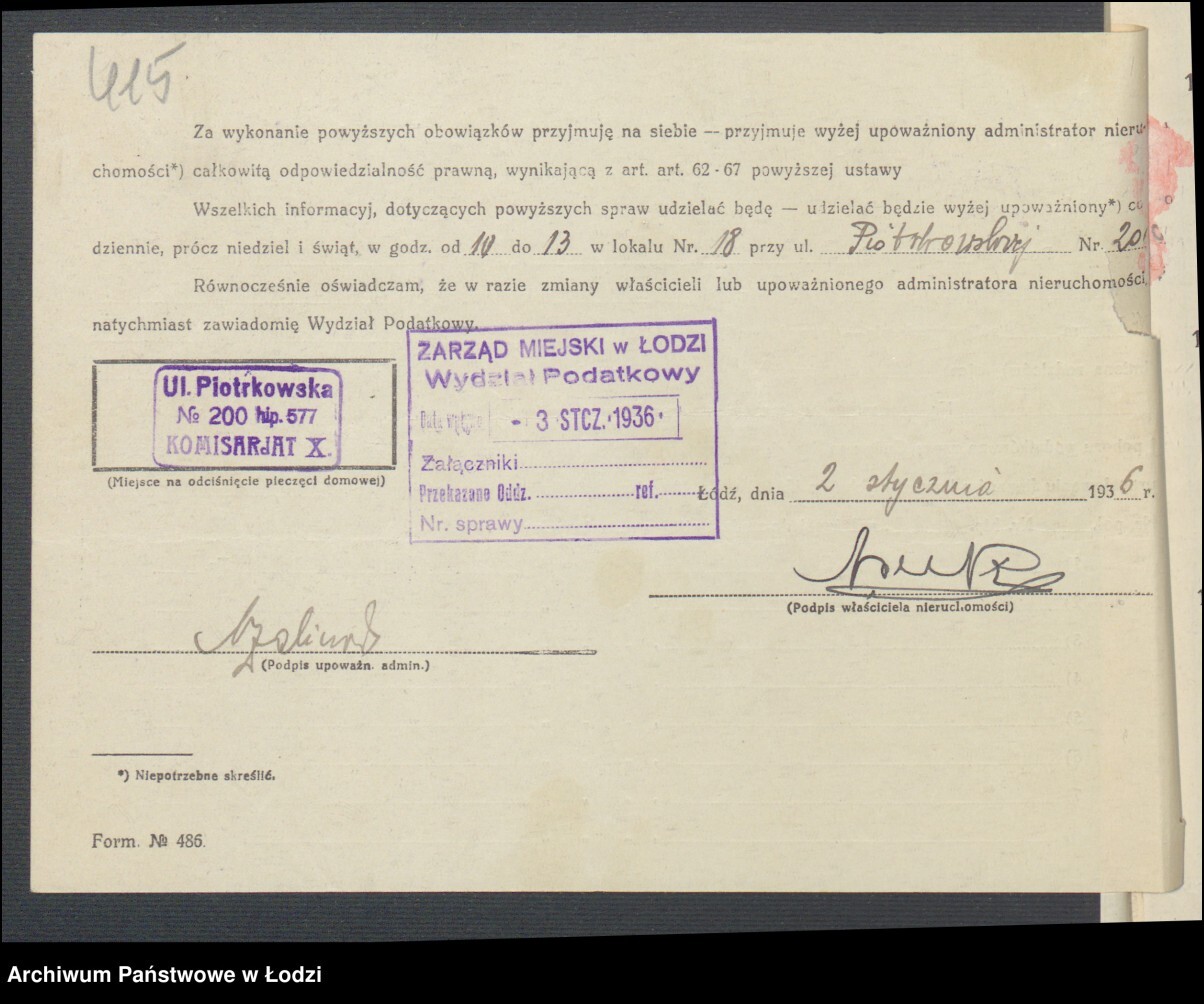 415
Za wykonanie powyższych obowiązków przyjmuję na siebie — przyjmuje wyżej upoważniony administrator nieru-
chomości*) całkowitą odpowiedzialność prawną, wynikającą z art. art. 62-67 powyższej ustawy
Wszelkich informacyj, dotyczących powyższych spraw udzielać będę — udzielać będzie wyżej upoważniony*) co
dziennie, prócz niedziel i świąt, w godz. od 10 do 13 w lokalu Nr. 18 przy ul. Piotrkowskiej Nr. 200
Równocześnie oświadczam, że w razie zmiany właścicieli lub upoważnionego administratora nieruchomości,
natychmiast zawiadomię Wydział Podatkowy.
Ul. Piotrkowska
№ 200 hip. 577
KOMISARJAT X.
(Miejsce na odciśnięcie pieczęci domowej)
ZARZĄD MIEJSKI w ŁODZI
Wydział Podatkowy
Data - 3 STCZ. 1936
Załączniki
Przekazano Oddz. ref.
Nr. sprawy
Łódź, dnia 2 stycznia 1936 r.
(Podpis właściciela nieruchomości)
(Podpis upoważn. admin.)
*) Niepotrzebne skreślić.
Form. № 486.
Archiwum Państwowe w Łodzi